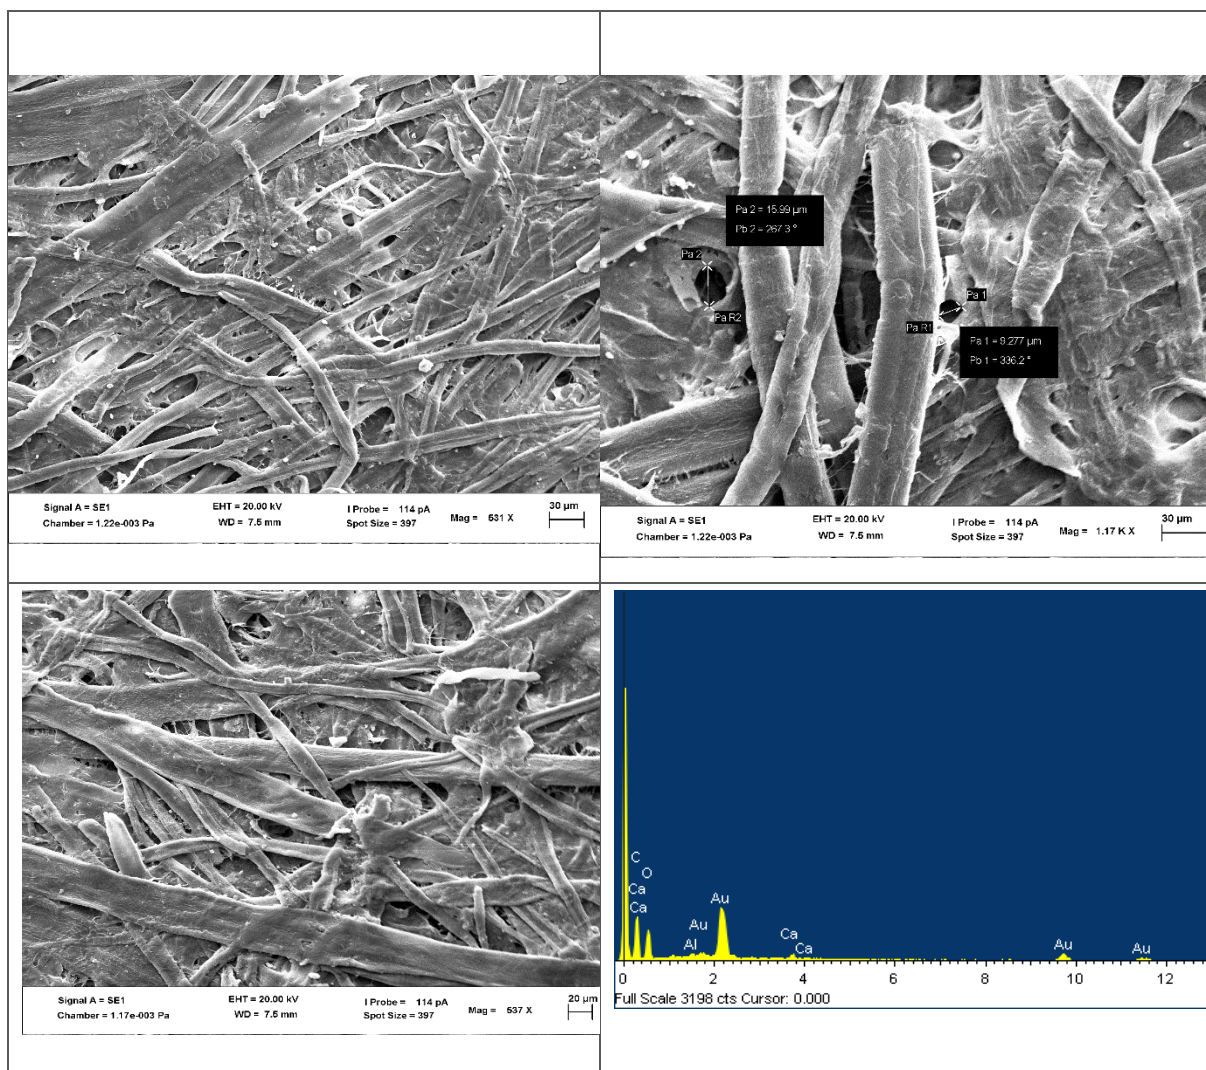 Pa 2 = 15.99 µm
Pb 2 = 267.3 °
Pa 2
Pa R2
Pa 1
Pa R1
Pa 1 = 9.277 µm
Pb 1 = 336.2 °
Signal A = SE1 EHT = 20.00 kV I Probe = 114 pA Mag = 531 X 30 µm
Chamber = 1.22e-003 Pa WD = 7.5 mm Spot Size = 397
Signal A = SE1 EHT = 20.00 kV I Probe = 114 pA Mag = 1.17 K X 30 µm
Chamber = 1.22e-003 Pa WD = 7.5 mm Spot Size = 397
Signal A = SE1 EHT = 20.00 kV I Probe = 114 pA Mag = 537 X 20 µm
Chamber = 1.17e-003 Pa WD = 7.5 mm Spot Size = 397
C
O
Ca
Ca
Au
Au
Al
Ca
Ca
Au
Au
0 2 4 6 8 10 12
Full Scale 3198 cts Cursor: 0.000